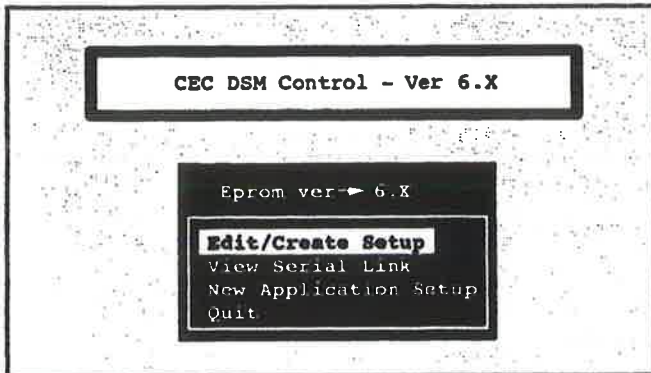 CEC DSM Control - Ver 6.X
Eprom ver→ 6.X
Edit/Create Setup
View Serial Link
New Application Setup
Quit